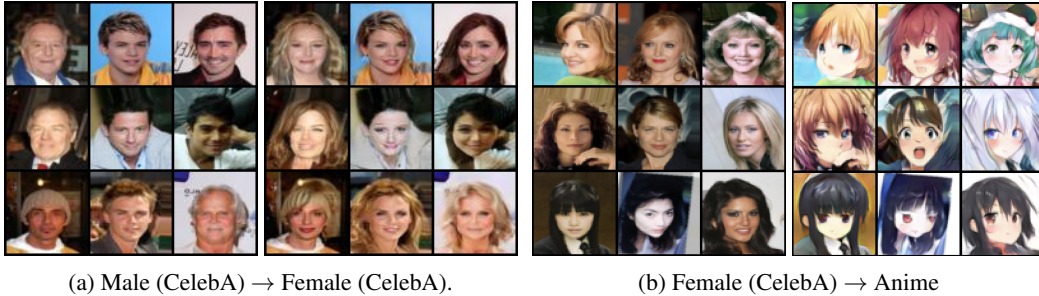 (a) Male (CelebA) → Female (CelebA).
(b) Female (CelebA) → Anime